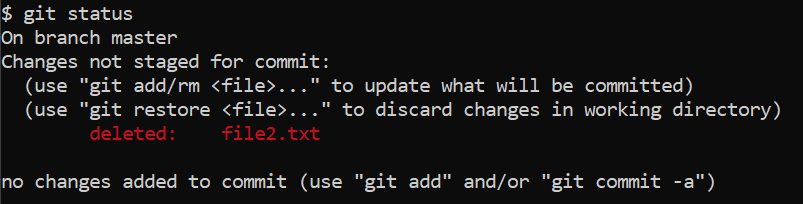 $ git status
On branch master
Changes not staged for commit:
  (use "git add/rm <file>..." to update what will be committed)
  (use "git restore <file>..." to discard changes in working directory)
        deleted:    file2.txt

no changes added to commit (use "git add" and/or "git commit -a")